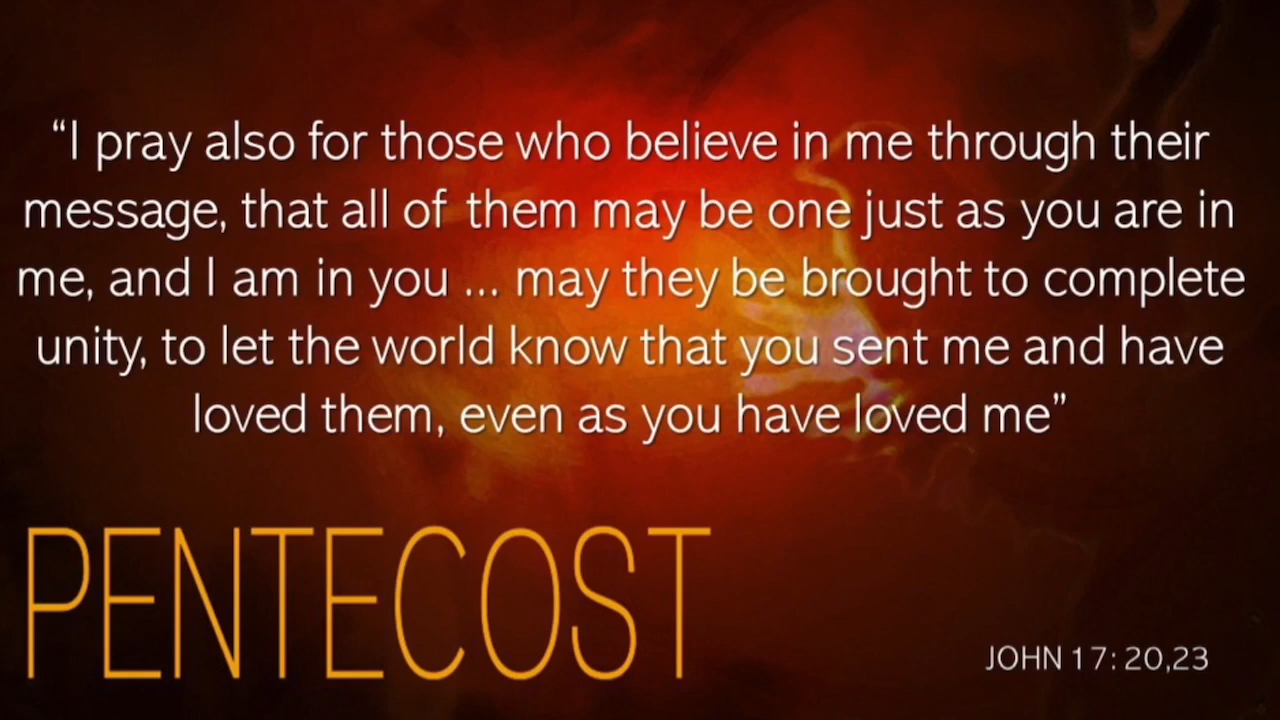 “I pray also for those who believe in me through their
message, that all of them may be one just as you are in
me, and I am in you ... may they be brought to complete
unity, to let the world know that you sent me and have
loved them, even as you have loved me”
PENTECOST
JOHN 17: 20,23